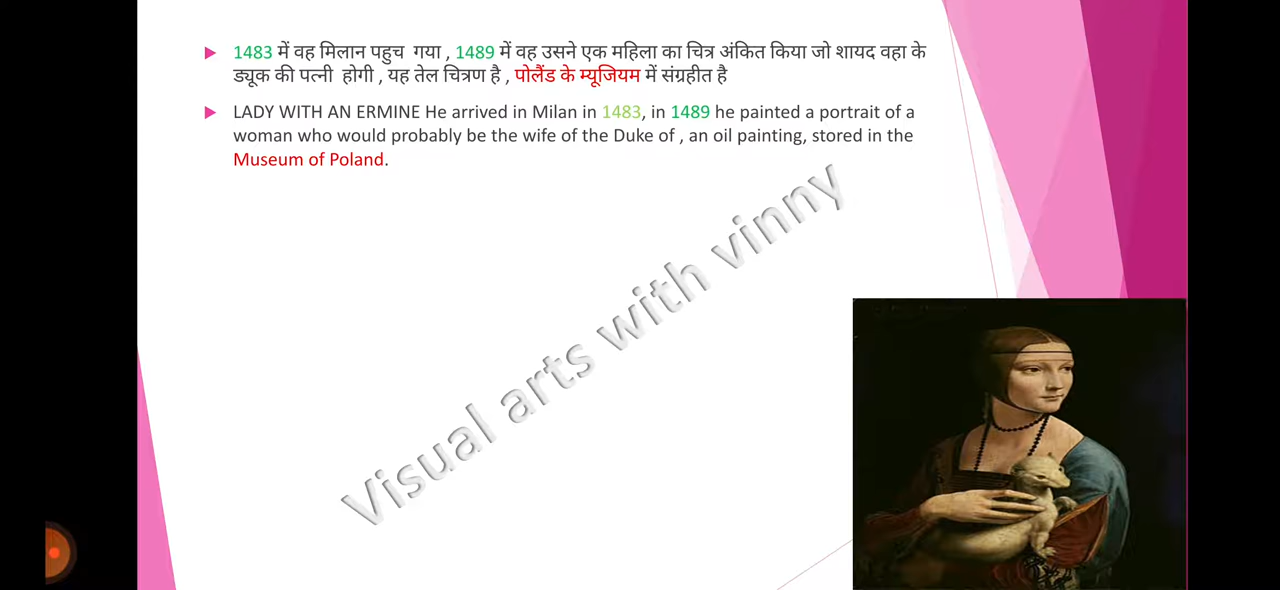 1483 में वह मिलान पहुच गया , 1489 में वह उसने एक महिला का चित्र अंकित किया जो शायद वहा के
ड्यूक की पत्नी होगी , यह तेल चित्रण है , पोलैंड के म्यूजियम में संग्रहीत है
LADY WITH AN ERMINE He arrived in Milan in 1483, in 1489 he painted a portrait of a
woman who would probably be the wife of the Duke of , an oil painting, stored in the
Museum of Poland.
Visual arts with vinny